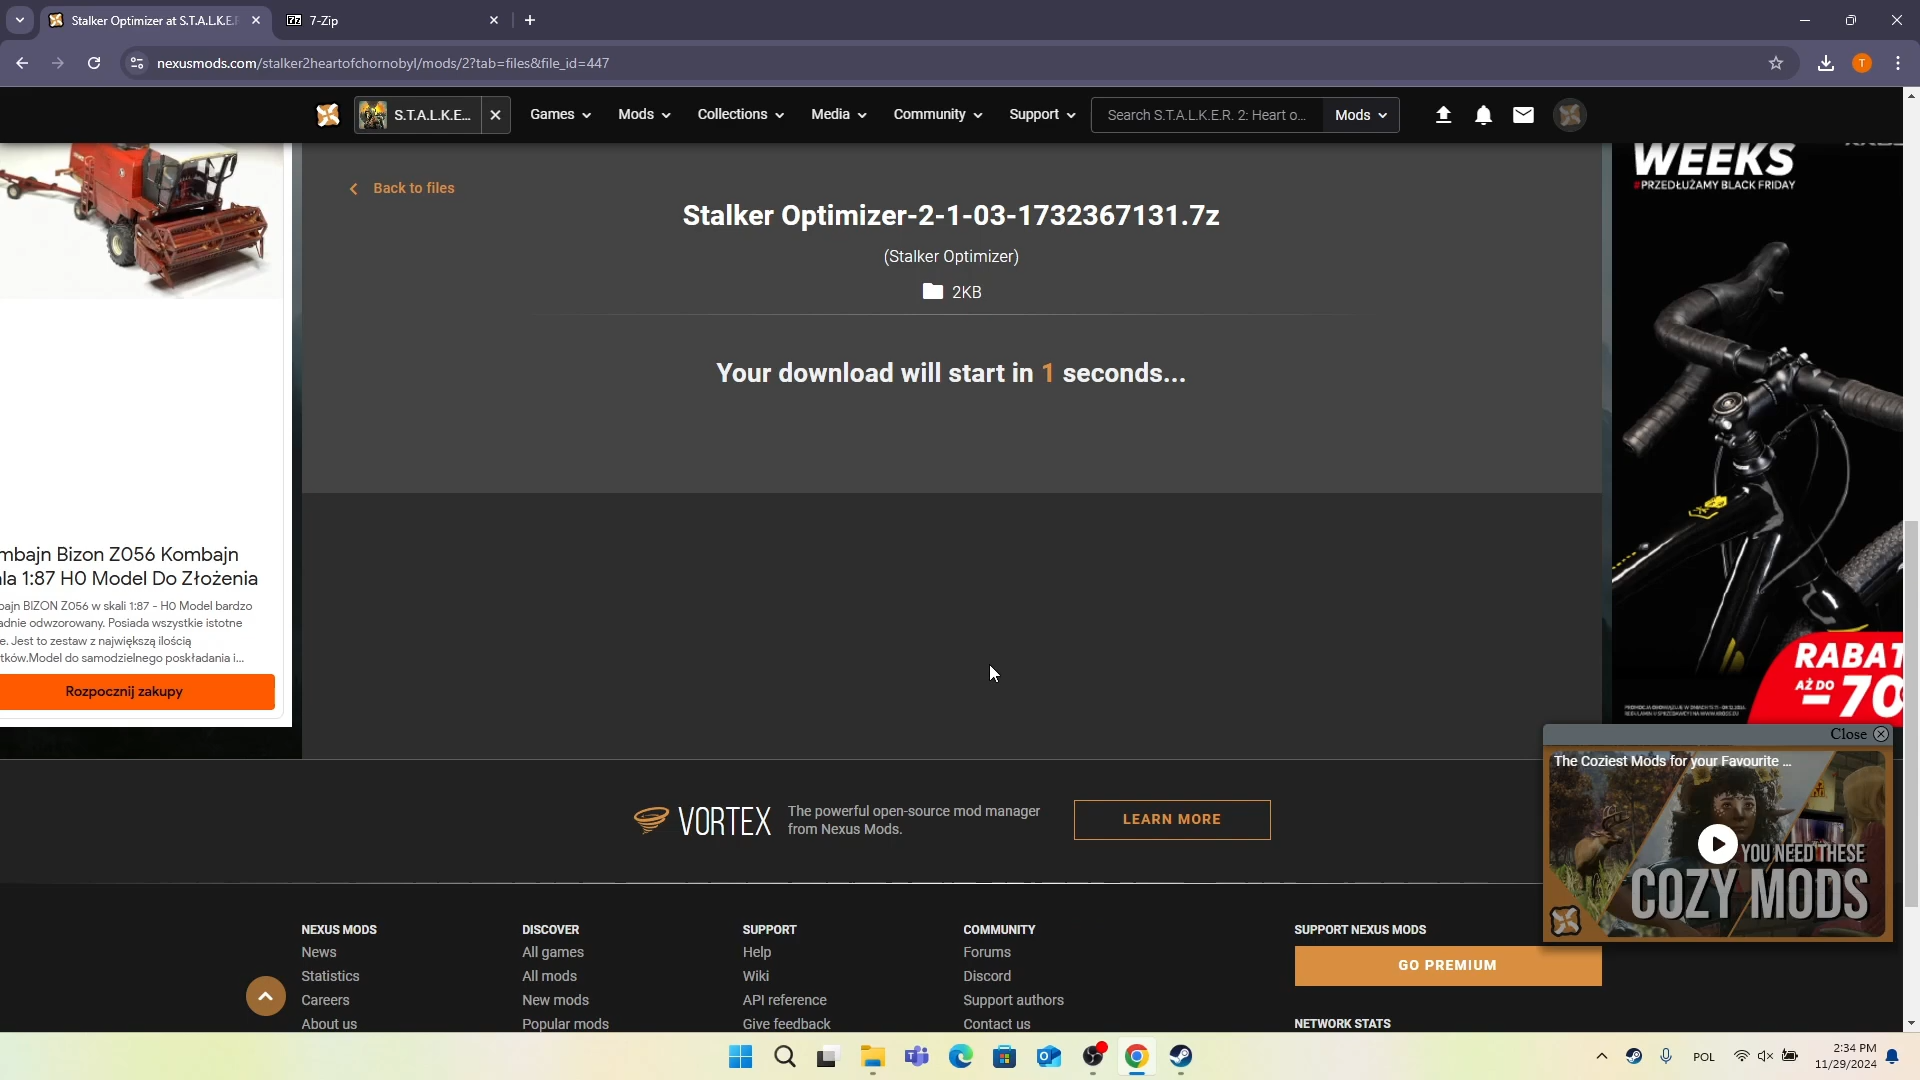 Stalker Optimizer at S.T.A.L.K.E.R
7-Zip
nexusmods.com/stalker2heartofchornobyl/mods/2?tab=files&file_id=447
T
S.T.A.L.K.E...
Games
Mods
Collections
Media
Community
Support
Search S.T.A.L.K.E.R. 2: Heart o...
Mods
Back to files
Stalker Optimizer-2-1-03-1732367131.7z
(Stalker Optimizer)
2KB
Your download will start in 1 seconds...
mbajn Bizon Z056 Kombajn
la 1:87 H0 Model Do Złożenia
bajn BIZON Z056 w skali 1:87 - H0 Model bardzo
adnie odwzorowany. Posiada wszystkie istotne
e. Jest to zestaw z największą ilością
tków.Model do samodzielnego poskładania i...
Rozpocznij zakupy
WEEKS
#PRZEDŁUŻAMY BLACK FRIDAY
RABAT
AŻ DO
-70
Close
The Coziest Mods for your Favourite ...
YOU NEED THESE
COZY MODS
VORTEX
The powerful open-source mod manager
from Nexus Mods.
LEARN MORE
NEXUS MODS
News
Statistics
Careers
About us
DISCOVER
All games
All mods
New mods
Popular mods
SUPPORT
Help
Wiki
API reference
Give feedback
COMMUNITY
Forums
Discord
Support authors
Contact us
SUPPORT NEXUS MODS
GO PREMIUM
NETWORK STATS
POL
2:34 PM
11/29/2024